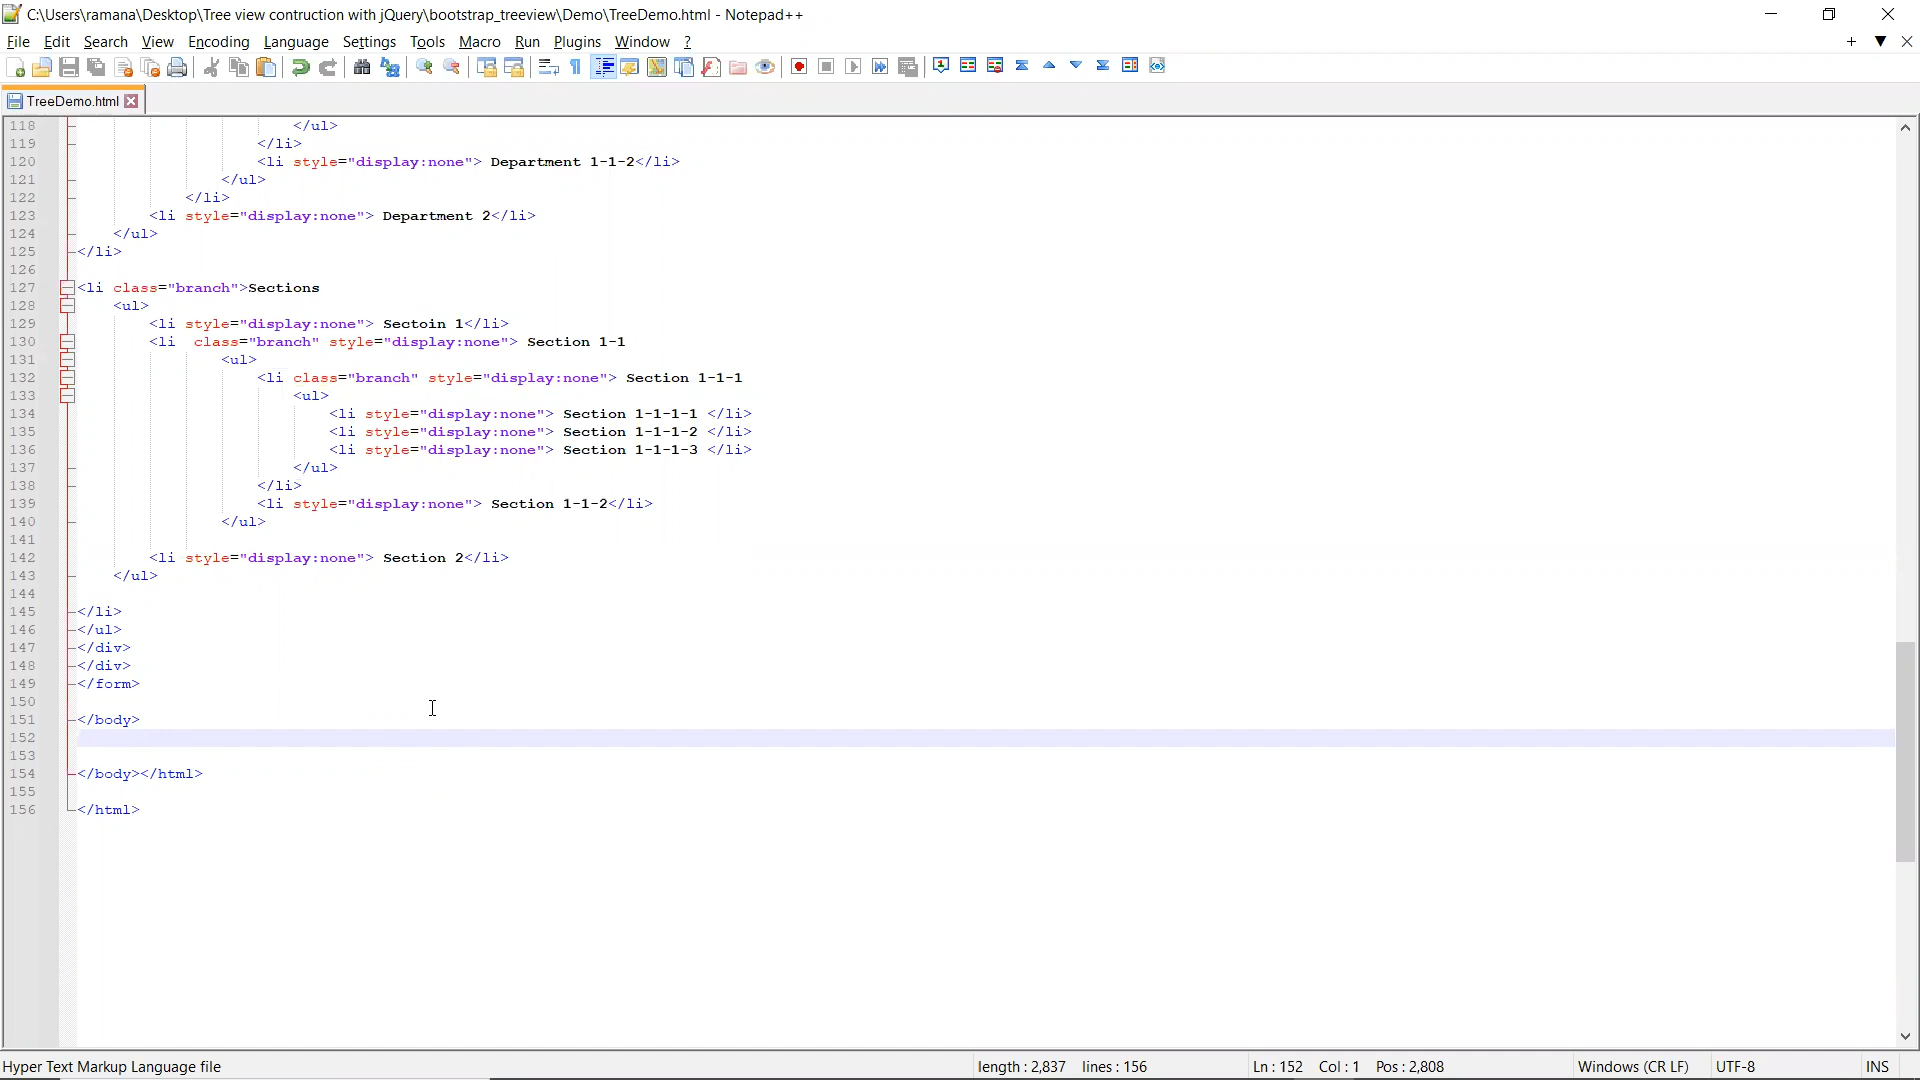 C:\Users\ramana\Desktop\Tree view contruction with jQuery\bootstrap_treeview\Demo\TreeDemo.html - Notepad++
File Edit Search View Encoding Language Settings Tools Macro Run Plugins Window ?
TreeDemo.html
118 </ul>
119 </li>
120 <li style="display:none"> Department 1-1-2</li>
121 </ul>
122 </li>
123 <li style="display:none"> Department 2</li>
124 </ul>
125 </li>
126
127 <li class="branch">Sections
128 <ul>
129 <li style="display:none"> Sectoin 1</li>
130 <li  class="branch" style="display:none"> Section 1-1
131 <ul>
132 <li class="branch" style="display:none"> Section 1-1-1
133 <ul>
134 <li style="display:none"> Section 1-1-1-1 </li>
135 <li style="display:none"> Section 1-1-1-2 </li>
136 <li style="display:none"> Section 1-1-1-3 </li>
137 </ul>
138 </li>
139 <li style="display:none"> Section 1-1-2</li>
140 </ul>
141
142 <li style="display:none"> Section 2</li>
143 </ul>
144
145 </li>
146 </ul>
147 </div>
148 </div>
149 </form>
150
151 </body>
152
153
154 </body></html>
155
156 </html>
Hyper Text Markup Language file length : 2,837 lines : 156 Ln : 152 Col : 1 Pos : 2,808 Windows (CR LF) UTF-8 INS